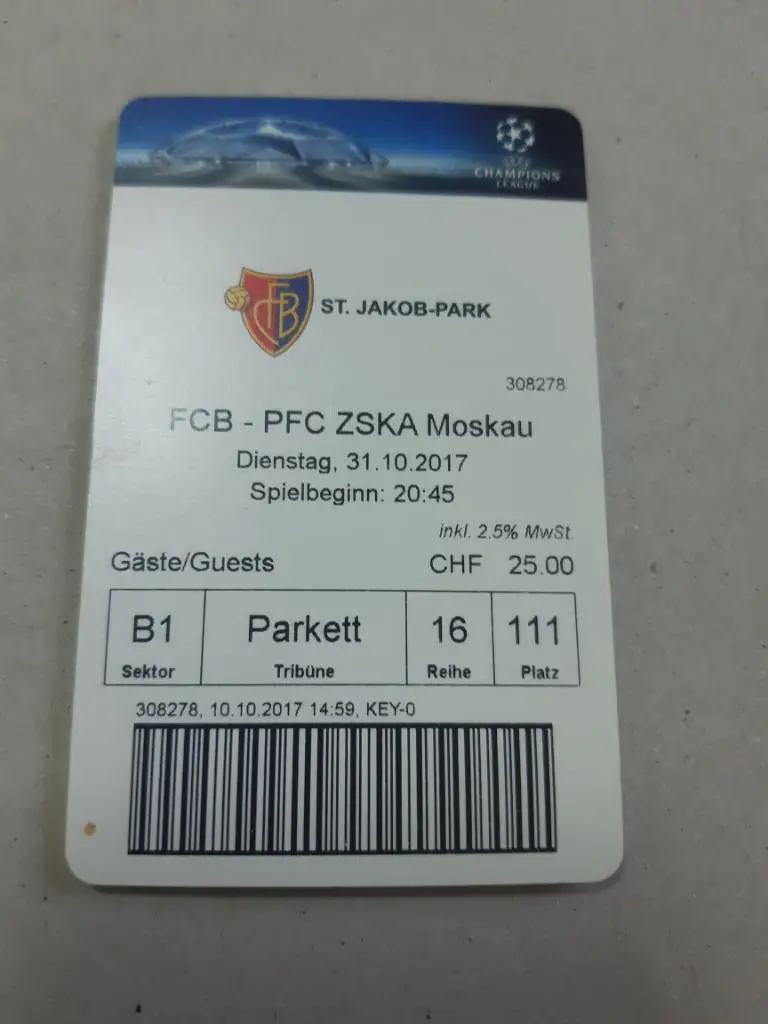 UEFA
CHAMPIONS
LEAGUE
FCB
ST. JAKOB-PARK
308278
FCB - PFC ZSKA Moskau
Dienstag, 31.10.2017
Spielbeginn: 20:45
inkl. 2.5% MwSt.
Gäste/Guests CHF 25.00
B1 Parkett 16 111
Sektor Tribüne Reihe Platz
308278, 10.10.2017 14:59, KEY-0